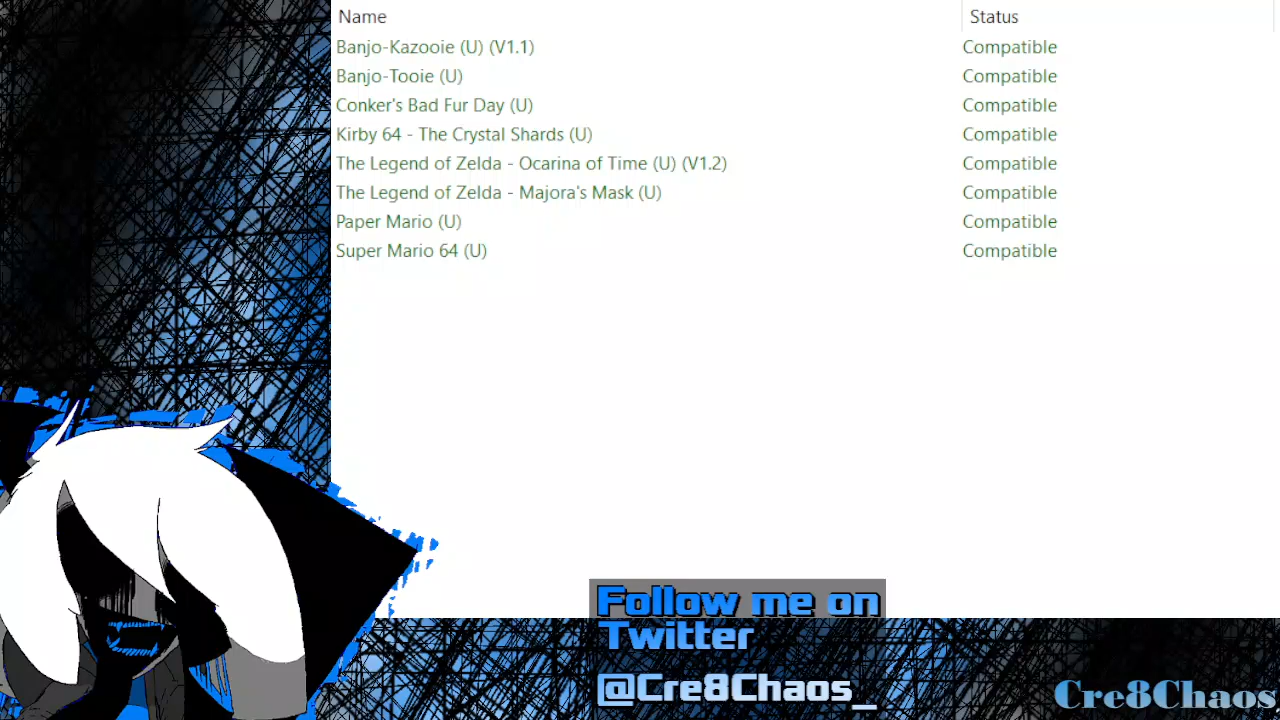 Name Status
Banjo-Kazooie (U) (V1.1) Compatible
Banjo-Tooie (U) Compatible
Conker's Bad Fur Day (U) Compatible
Kirby 64 - The Crystal Shards (U) Compatible
The Legend of Zelda - Ocarina of Time (U) (V1.2) Compatible
The Legend of Zelda - Majora's Mask (U) Compatible
Paper Mario (U) Compatible
Super Mario 64 (U) Compatible
Follow me on
Twitter
@Cre8Chaos_
Cre8Chaos